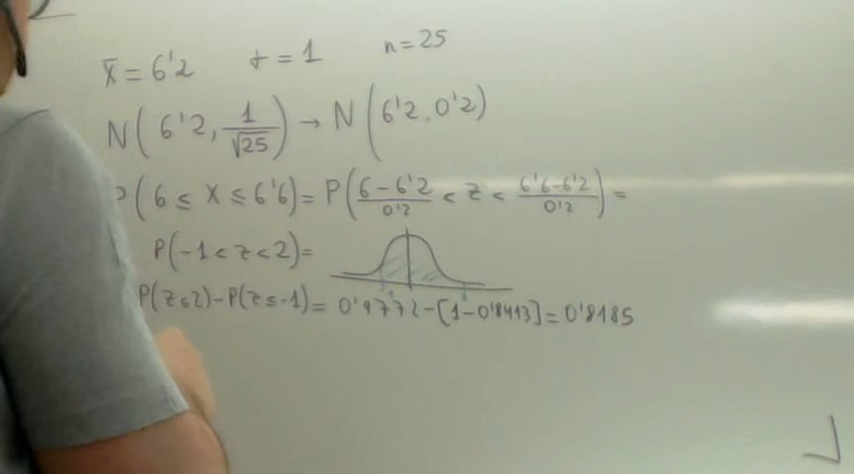 x̄ = 6'2 σ = 1 n = 25
N(6'2, 1/√25) → N(6'2, 0'2)
P(6 ≤ x ≤ 6'6) = P((6 - 6'2)/0'2 < z < (6'6 - 6'2)/0'2) =
P(-1 < z < 2) =
P(z ≤ 2) - P(z ≤ -1) = 0'9772 - [1 - 0'8413] = 0'8185